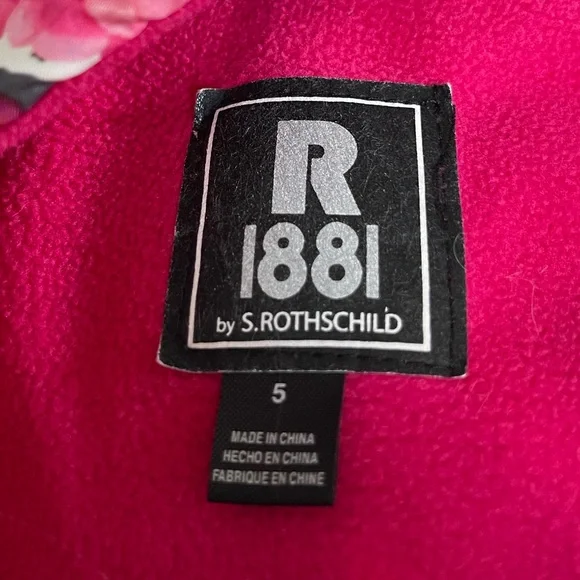 R
1881
by S.ROTHSCHILD
5
MADE IN CHINA
HECHO EN CHINA
FABRIQUE EN CHINE